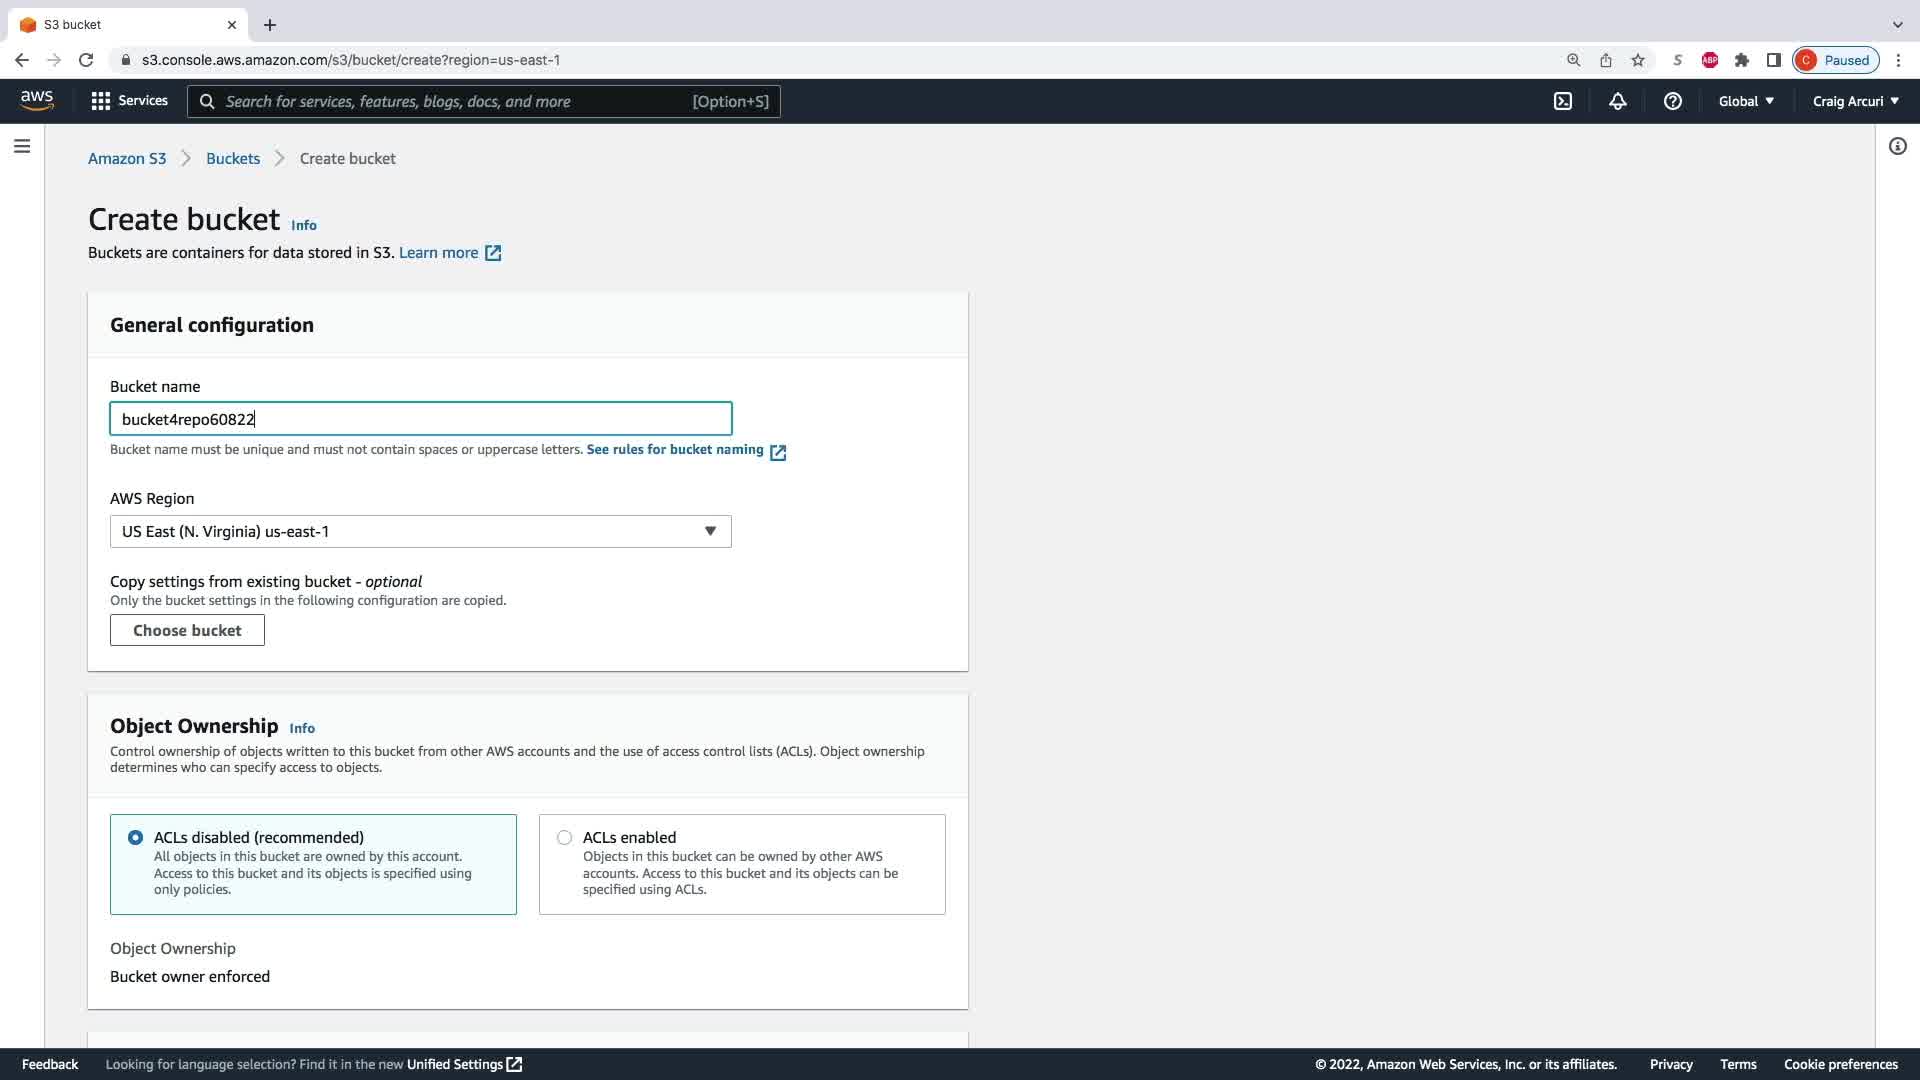 S3 bucket
s3.console.aws.amazon.com/s3/bucket/create?region=us-east-1
S
ABP
C
Paused
aws
Services
Search for services, features, blogs, docs, and more
[Option+S]
Global
Craig Arcuri
Amazon S3
Buckets
Create bucket
Create bucket Info
Buckets are containers for data stored in S3. Learn more
General configuration
Bucket name
bucket4repo60822
Bucket name must be unique and must not contain spaces or uppercase letters. See rules for bucket naming
AWS Region
US East (N. Virginia) us-east-1
Copy settings from existing bucket - optional
Only the bucket settings in the following configuration are copied.
Choose bucket
Object Ownership Info
Control ownership of objects written to this bucket from other AWS accounts and the use of access control lists (ACLs). Object ownership
determines who can specify access to objects.
ACLs disabled (recommended)
All objects in this bucket are owned by this account.
Access to this bucket and its objects is specified using
only policies.
ACLs enabled
Objects in this bucket can be owned by other AWS
accounts. Access to this bucket and its objects can be
specified using ACLs.
Object Ownership
Bucket owner enforced
Feedback
Looking for language selection? Find it in the new Unified Settings
© 2022, Amazon Web Services, Inc. or its affiliates.
Privacy
Terms
Cookie preferences